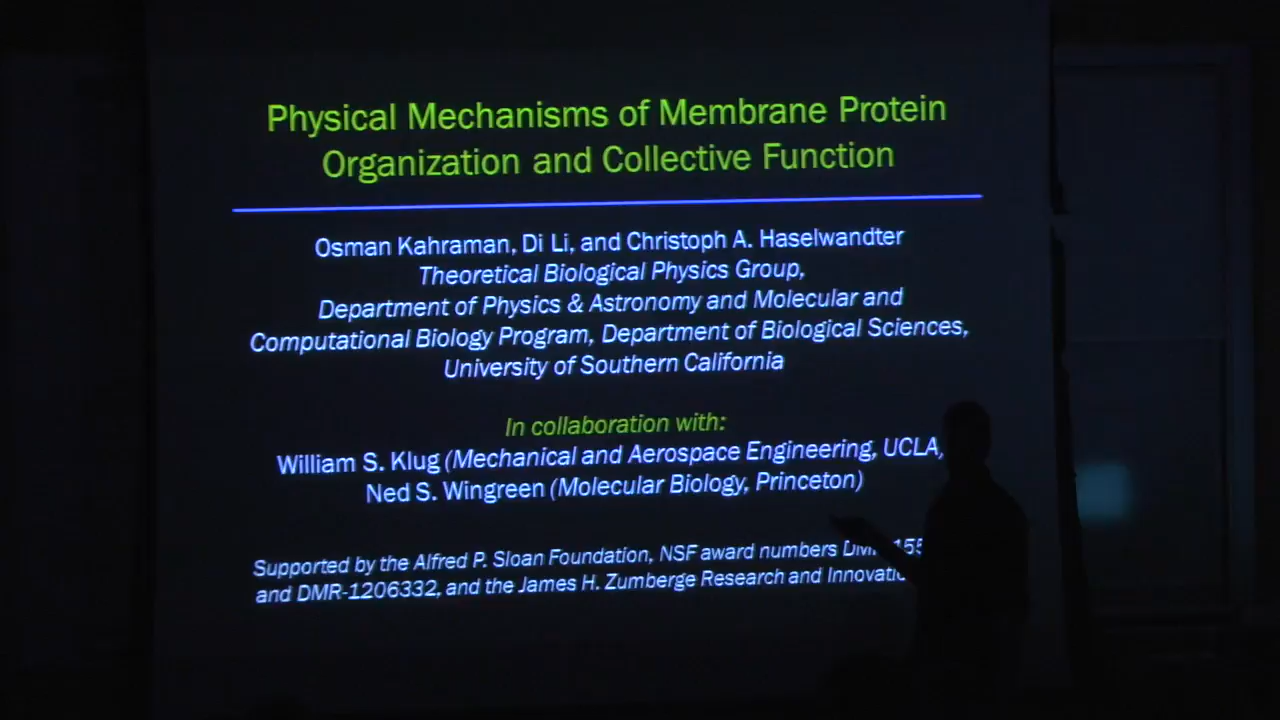 Physical Mechanisms of Membrane Protein
Organization and Collective Function
Osman Kahraman, Di Li, and Christoph A. Haselwandter
Theoretical Biological Physics Group,
Department of Physics & Astronomy and Molecular and
Computational Biology Program, Department of Biological Sciences,
University of Southern California
In collaboration with:
William S. Klug (Mechanical and Aerospace Engineering, UCLA,
Ned S. Wingreen (Molecular Biology, Princeton)
Supported by the Alfred P. Sloan Foundation, NSF award numbers
and DMR-1206332, and the James H. Zumberge Research and